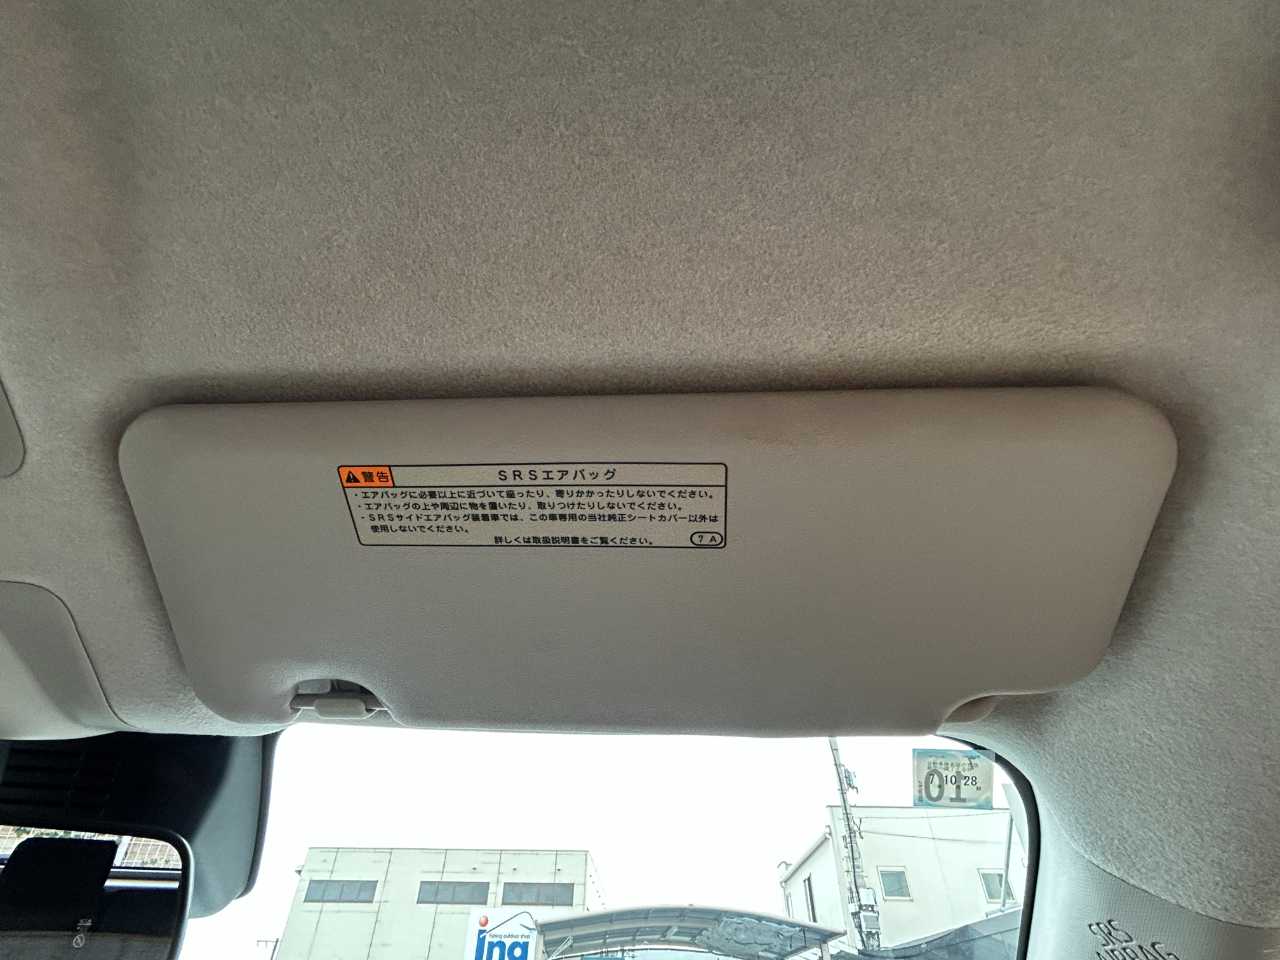 警告
SRSエアバッグ
・エアバッグに必要以上に近づいて座ったり、寄りかかったりしないでください。
・エアバッグの上や周辺に物を置いたり、取りつけたりしないでください。
・SRSサイドエアバッグ装着車では、この車専用の当社純正シートカバー以外は
使用しないでください。
詳しくは取扱説明書をご覧ください。
7A
7.10.28
01
fishing outdoor shop
ing
SRS
AIRBAG